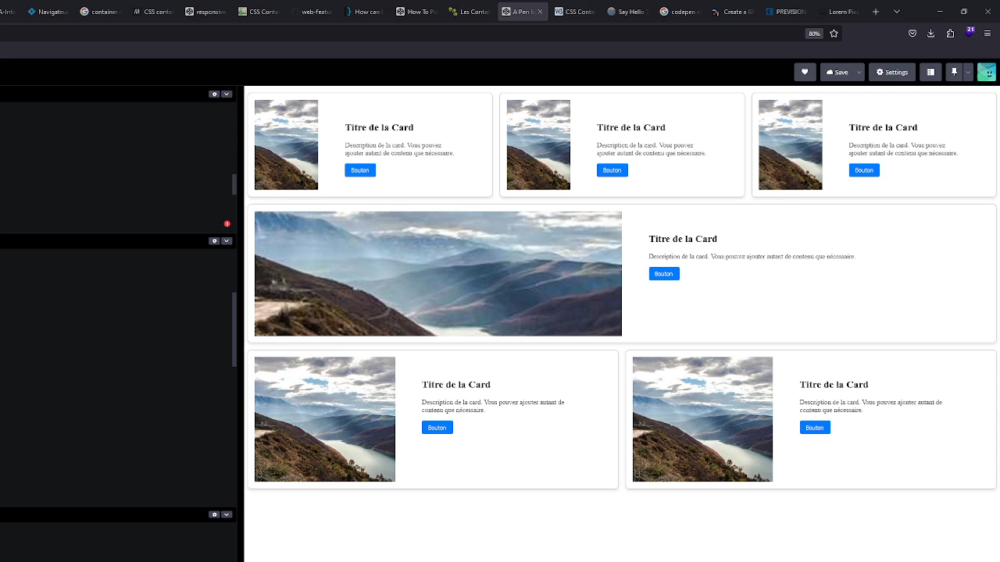 Navigateu
container
CSS contai
responsive
CSS Conta
web-featur
How can I
How To Pu
Les Contai
A Pen b
CSS Conta
Say Hello T
codepen c
Create a GI
PREVISION
Lorem Pics
80%
21
Save
Settings
Titre de la Card
Description de la card. Vous pouvez
ajouter autant de contenu que nécessaire.
Bouton
Titre de la Card
Description de la card. Vous pouvez
ajouter autant de contenu que nécessaire.
Bouton
Titre de la Card
Description de la card. Vous pouvez
ajouter autant de contenu que nécessaire.
Bouton
Titre de la Card
Description de la card. Vous pouvez ajouter autant de contenu que nécessaire.
Bouton
Titre de la Card
Description de la card. Vous pouvez ajouter autant de
contenu que nécessaire.
Bouton
Titre de la Card
Description de la card. Vous pouvez ajouter autant de
contenu que nécessaire.
Bouton